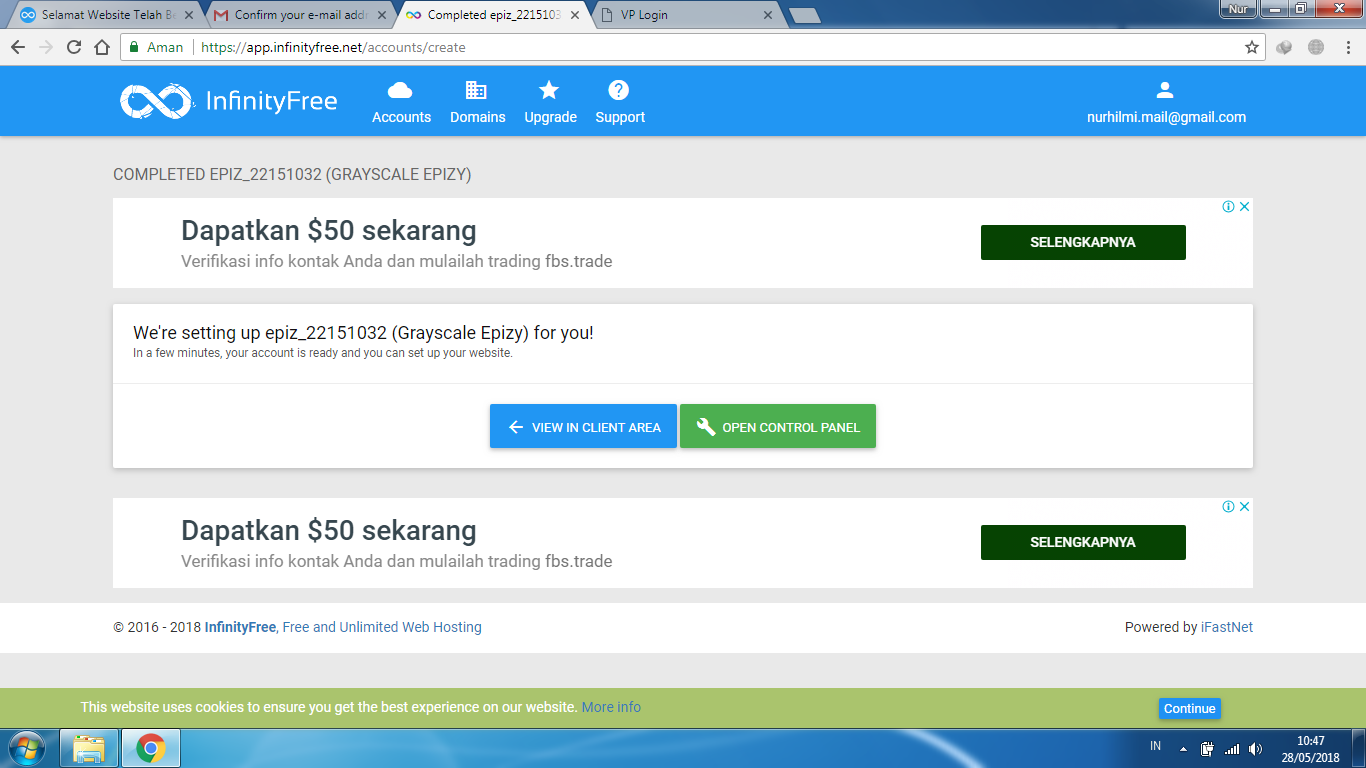 Selamat Website Telah Be
Confirm your e-mail addr
Completed epiz_2215103
VP Login
Nur
Aman
https://app.infinityfree.net/accounts/create
InfinityFree
Accounts
Domains
Upgrade
Support
nurhilmi.mail@gmail.com
COMPLETED EPIZ_22151032 (GRAYSCALE EPIZY)
Dapatkan $50 sekarang
Verifikasi info kontak Anda dan mulailah trading fbs.trade
SELENGKAPNYA
We're setting up epiz_22151032 (Grayscale Epizy) for you!
In a few minutes, your account is ready and you can set up your website.
VIEW IN CLIENT AREA
OPEN CONTROL PANEL
Dapatkan $50 sekarang
Verifikasi info kontak Anda dan mulailah trading fbs.trade
SELENGKAPNYA
© 2016 - 2018 InfinityFree, Free and Unlimited Web Hosting
Powered by iFastNet
This website uses cookies to ensure you get the best experience on our website. More info
Continue
IN
10:47
28/05/2018